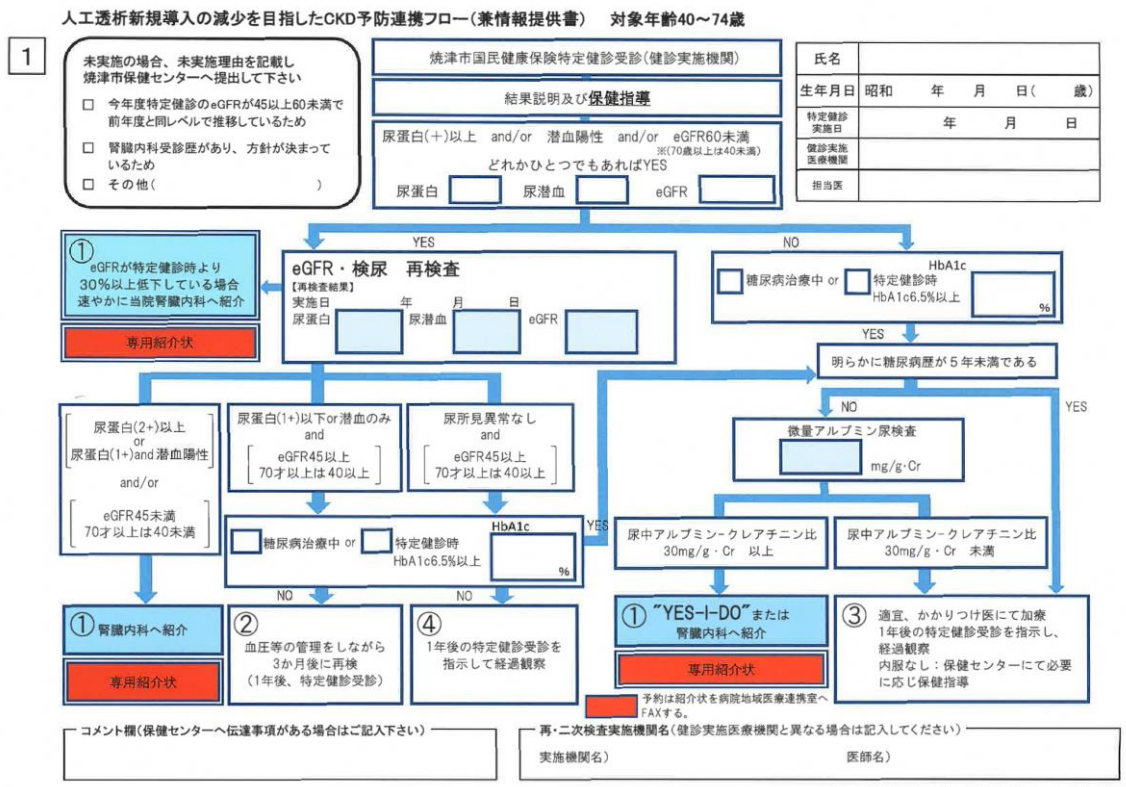 人工透析新規導入の減少を目指したCKD予防連携フロー(兼情報提供書)　対象年齢40～74歳
1
未実施の場合、未実施理由を記載し
焼津市保健センターへ提出して下さい
□ 今年度特定健診のeGFRが45以上60未満で
前年度と同レベルで推移しているため
□ 腎臓内科受診歴があり、方針が決まって
いるため
□ その他(　　　　)
焼津市国民健康保険特定健診受診(健診実施機関)
結果説明及び保健指導
尿蛋白(+)以上　and/or　潜血陽性　and/or　eGFR60未満
※(70歳以上は40未満)
どれかひとつでもあればYES
尿蛋白　尿潜血　eGFR
氏名
生年月日　昭和　年　月　日(　歳)
特定健診
実施日　年　月　日
健診実施
医療機関
担当医
YES
NO
①
eGFRが特定健診時より
30%以上低下している場合
速やかに当院腎臓内科へ紹介
専用紹介状
eGFR・検尿　再検査
【再検査結果】
実施日　年　月　日
尿蛋白　尿潜血　eGFR
HbA1c
糖尿病治療中 or 特定健診時
HbA1c6.5%以上
%
YES
明らかに糖尿病歴が5年未満である
NO
YES
尿蛋白(2+)以上
or
尿蛋白(1+)and潜血陽性
and/or
eGFR45未満
70才以上は40未満
尿蛋白(1+)以下or潜血のみ
and
eGFR45以上
70才以上は40以上
尿所見異常なし
and
eGFR45以上
70才以上は40以上
微量アルブミン尿検査
mg/g・Cr
HbA1c
YES
糖尿病治療中 or 特定健診時
HbA1c6.5%以上
%
尿中アルブミン-クレアチニン比
30mg/g・Cr　以上
尿中アルブミン-クレアチニン比
30mg/g・Cr　未満
NO
NO
① 腎臓内科へ紹介
専用紹介状
②
血圧等の管理をしながら
3か月後に再検
(1年後、特定健診受診)
④
1年後の特定健診受診を
指示して経過観察
① "YES-I-DO"または
腎臓内科へ紹介
専用紹介状
③ 適宜、かかりつけ医にて加療
1年後の特定健診受診を指示し、
経過観察
内服なし：保健センターにて必要
に応じ保健指導
予約は紹介状を病院地域医療連携室へ
FAXする。
コメント欄(保健センターへ伝達事項がある場合はご記入下さい)
再・二次検査実施機関名(健診実施医療機関と異なる場合は記入してください)
実施機関名)　医師名)